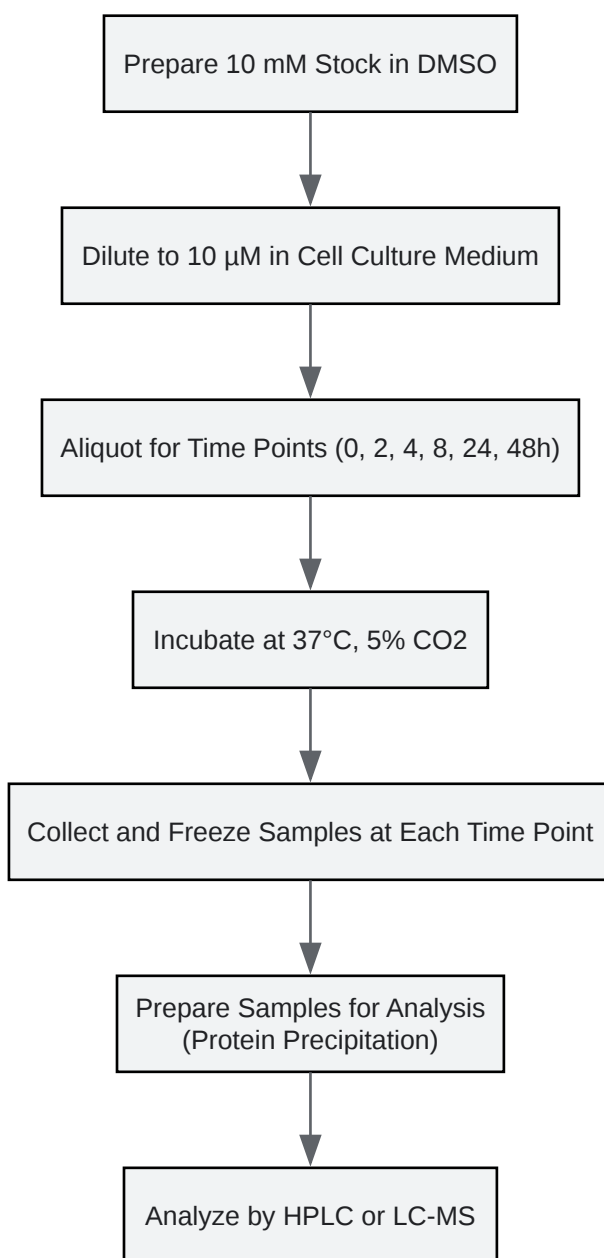 Prepare 10 mM Stock in DMSO
Dilute to 10 µM in Cell Culture Medium
Aliquot for Time Points (0, 2, 4, 8, 24, 48h)
Incubate at 37°C, 5% CO2
Collect and Freeze Samples at Each Time Point
Prepare Samples for Analysis
(Protein Precipitation)
Analyze by HPLC or LC-MS